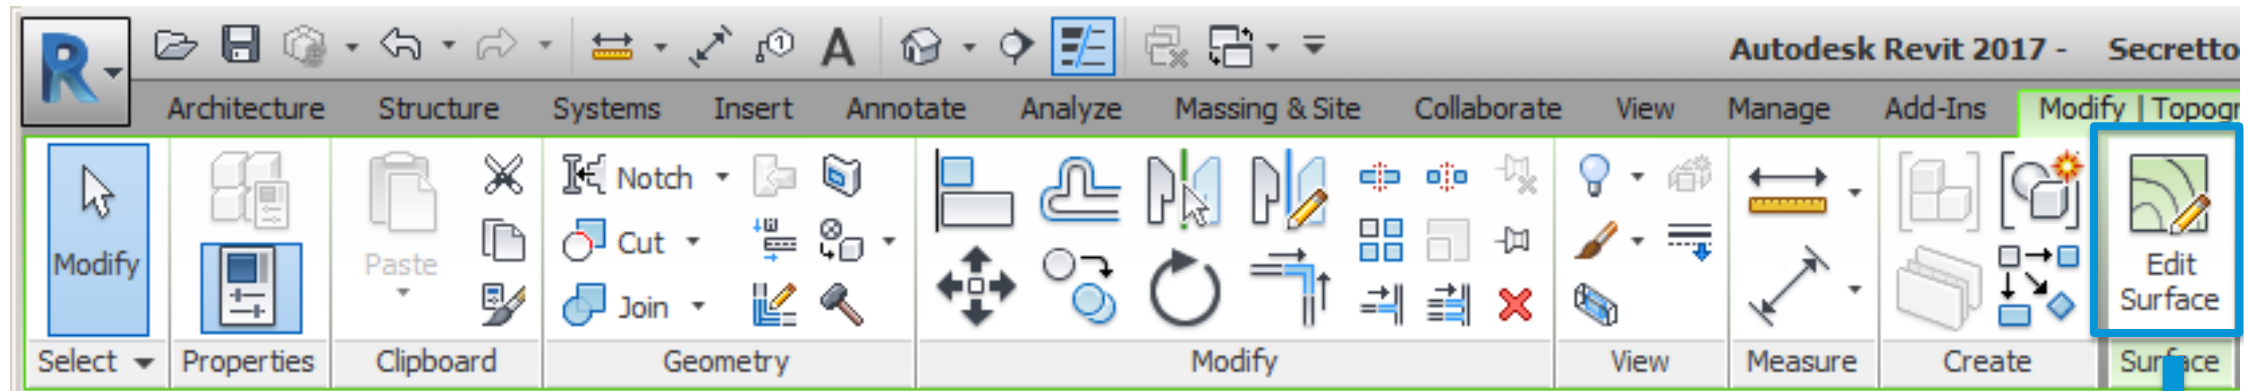 Autodesk Revit 2017 - Secretto
Architecture Structure Systems Insert Annotate Analyze Massing & Site Collaborate View Manage Add-Ins Modify | Topogr
Modify
Paste
Notch
Cut
Join
Edit
Surface
Select Properties Clipboard Geometry Modify View Measure Create Surface